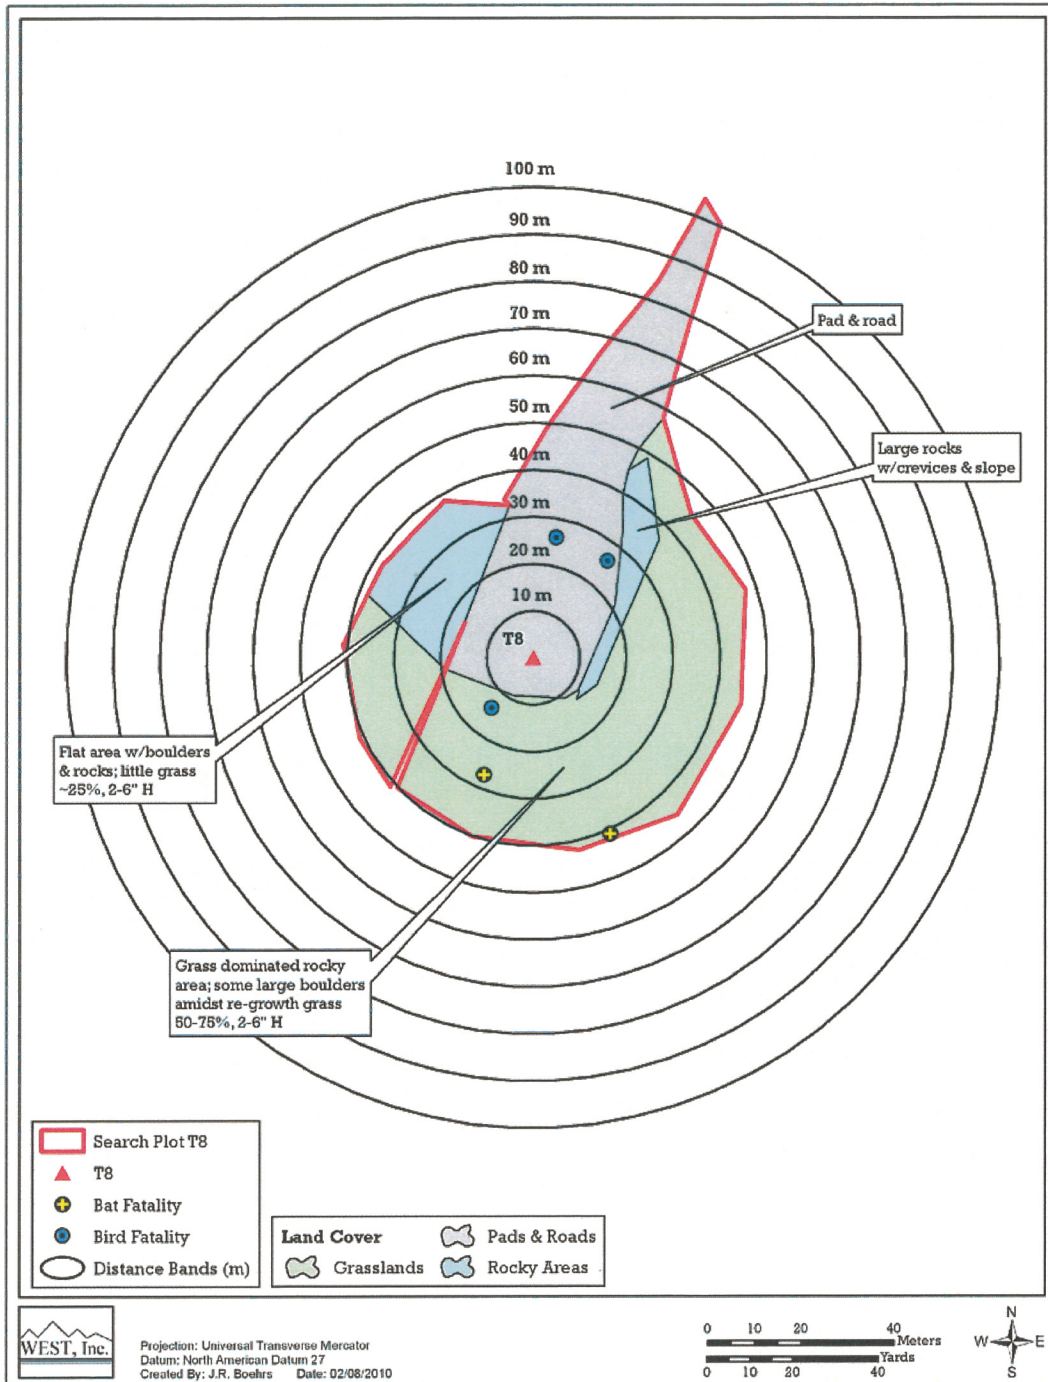 100 m
90 m
80 m
70 m
60 m
50 m
40 m
30 m
20 m
10 m
T8
Pad & road
Large rocks
w/crevices & slope
Flat area w/boulders
& rocks; little grass
~25%, 2-6" H
Grass dominated rocky
area; some large boulders
amidst re-growth grass
50-75%, 2-6" H
Search Plot T8
T8
Bat Fatality
Bird Fatality
Distance Bands (m)
Land Cover
Pads & Roads
Grasslands
Rocky Areas
WEST, Inc.
Projection: Universal Transverse Mercator
Datum: North American Datum 27
Created By: J.R. Boehrs Date: 02/08/2010
0 10 20 40
Meters
Yards
0 10 20 40
N
W E
S